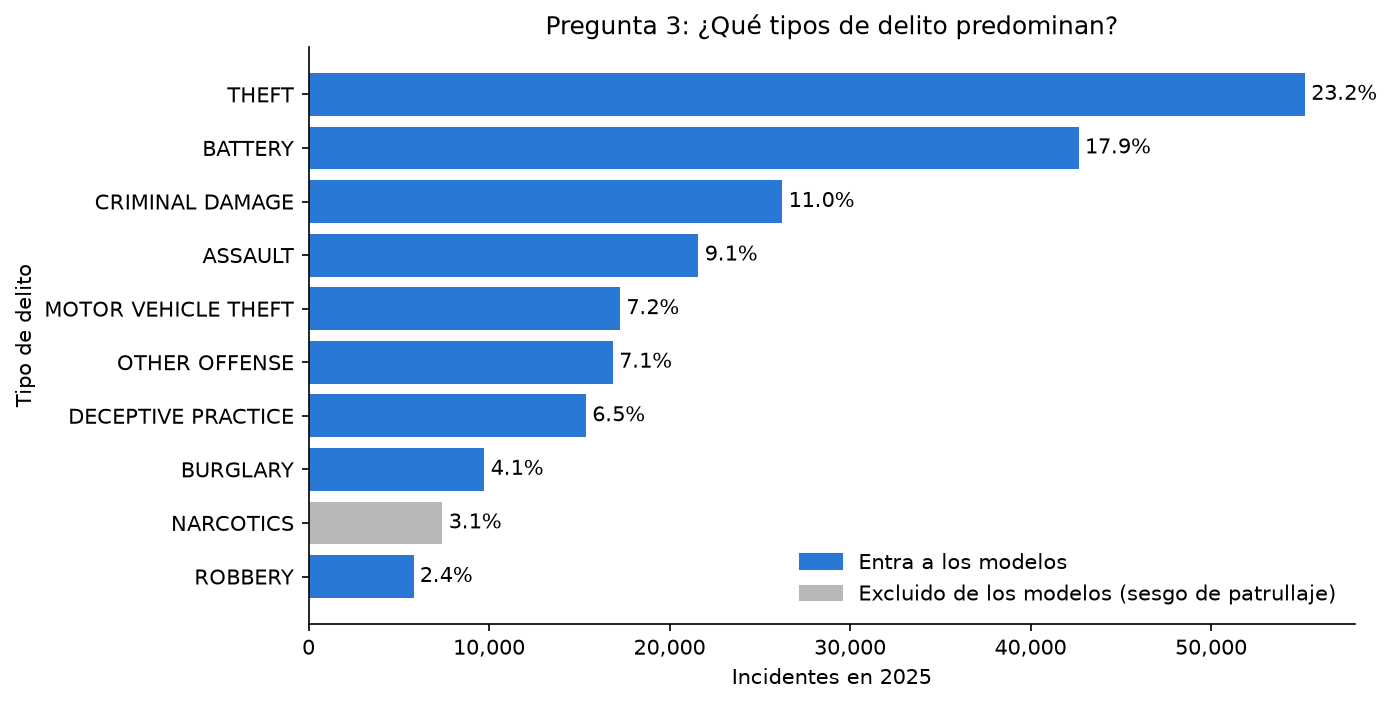 Pregunta 3: ¿Qué tipos de delito predominan?
Tipo de delito
THEFT 23.2%
BATTERY 17.9%
CRIMINAL DAMAGE 11.0%
ASSAULT 9.1%
MOTOR VEHICLE THEFT 7.2%
OTHER OFFENSE 7.1%
DECEPTIVE PRACTICE 6.5%
BURGLARY 4.1%
NARCOTICS 3.1%
ROBBERY 2.4%
Entra a los modelos
Excluido de los modelos (sesgo de patrullaje)
0 10,000 20,000 30,000 40,000 50,000
Incidentes en 2025